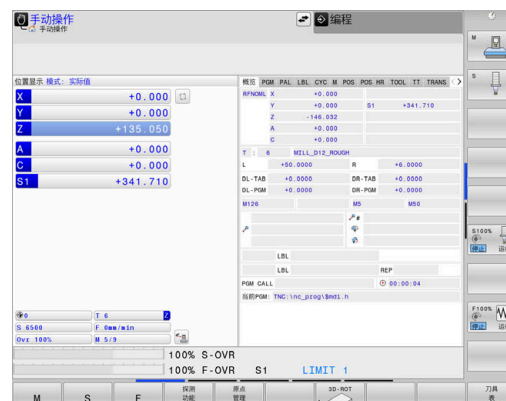 手动操作
手动操作
编程
位置显示 模式: 实际值
X +0.000
Y +0.000
Z +135.050
A +0.000
C +0.000
S1 +341.710
0 T 6 Z
S 6500 F 0mm/min
Ovr 100% M 5/9
概览 PGM PAL LBL CYC M POS POS HR TOOL TT TRANS
RFNOML X +0.000
Y +0.000 S1 +341.710
Z -146.032
A +0.000
C +0.000
T : 6 MILL_D12_ROUGH
L +50.0000 R +6.0000
DL-TAB +0.0000 DR-TAB +0.0000
DL-PGM +0.0000 DR-PGM +0.0000
M126 M5 M50
P
LBL
LBL REP
PGM CALL 00:00:04
当前PGM: TNC:\nc_prog\$mdi.h
100% S-OVR
100% F-OVR S1 LIMIT 1
M
S
F
探测
功能
原点
管理
3D-ROT
刀具
表
M
S
S100%
停止 运
F100%
停止 运